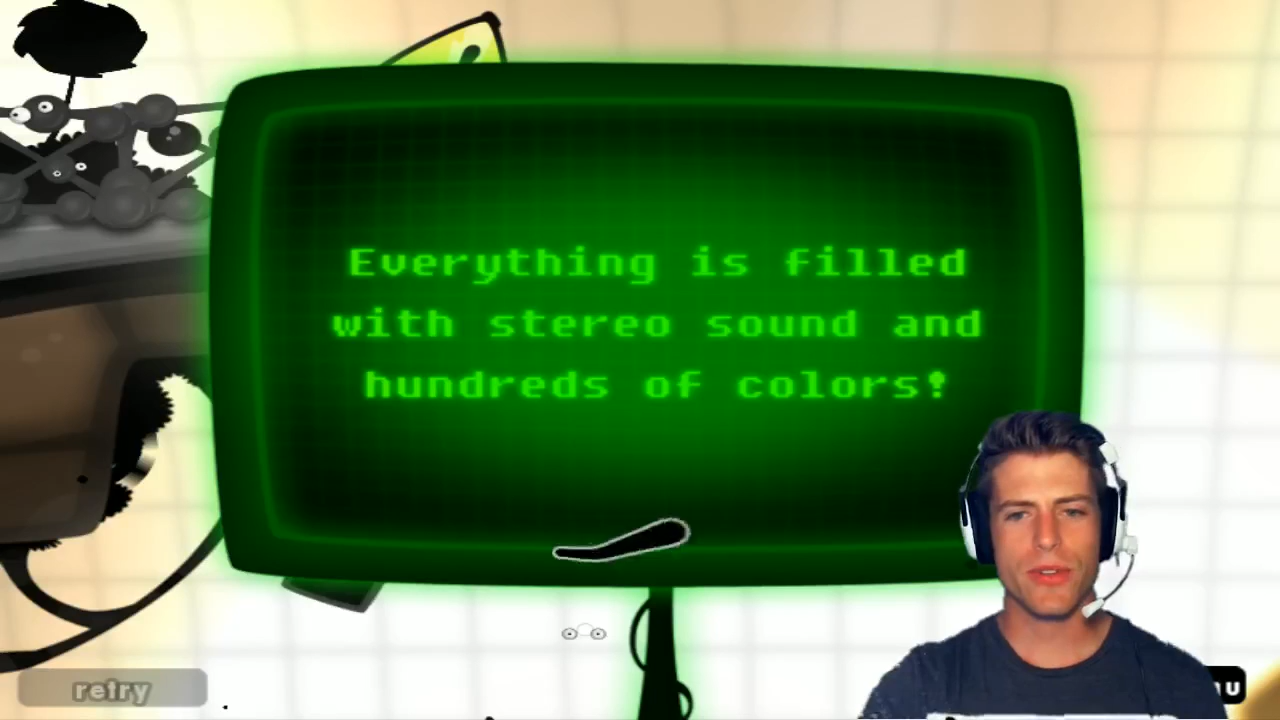 Everything is filled
with stereo sound and
hundreds of colors!
retry